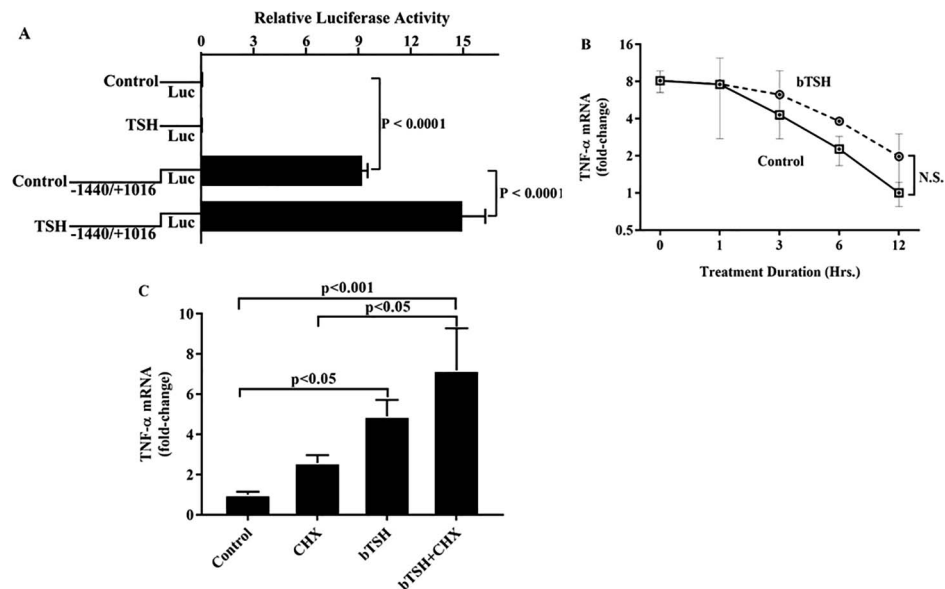 A
Relative Luciferase Activity
0 3 6 9 12 15
Control
Luc
TSH
Luc
Control
-1440/+1016
Luc
TSH
-1440/+1016
Luc
P < 0.0001
P < 0.0001
B
TNF-α mRNA
(fold-change)
16
8
4
2
1
0.5
bTSH
Control
N.S.
0 1 3 6 12
Treatment Duration (Hrs.)
C
TNF-α mRNA
(fold-change)
10
8
6
4
2
0
p<0.001
p<0.05
p<0.05
Control
CHX
bTSH
bTSH+CHX